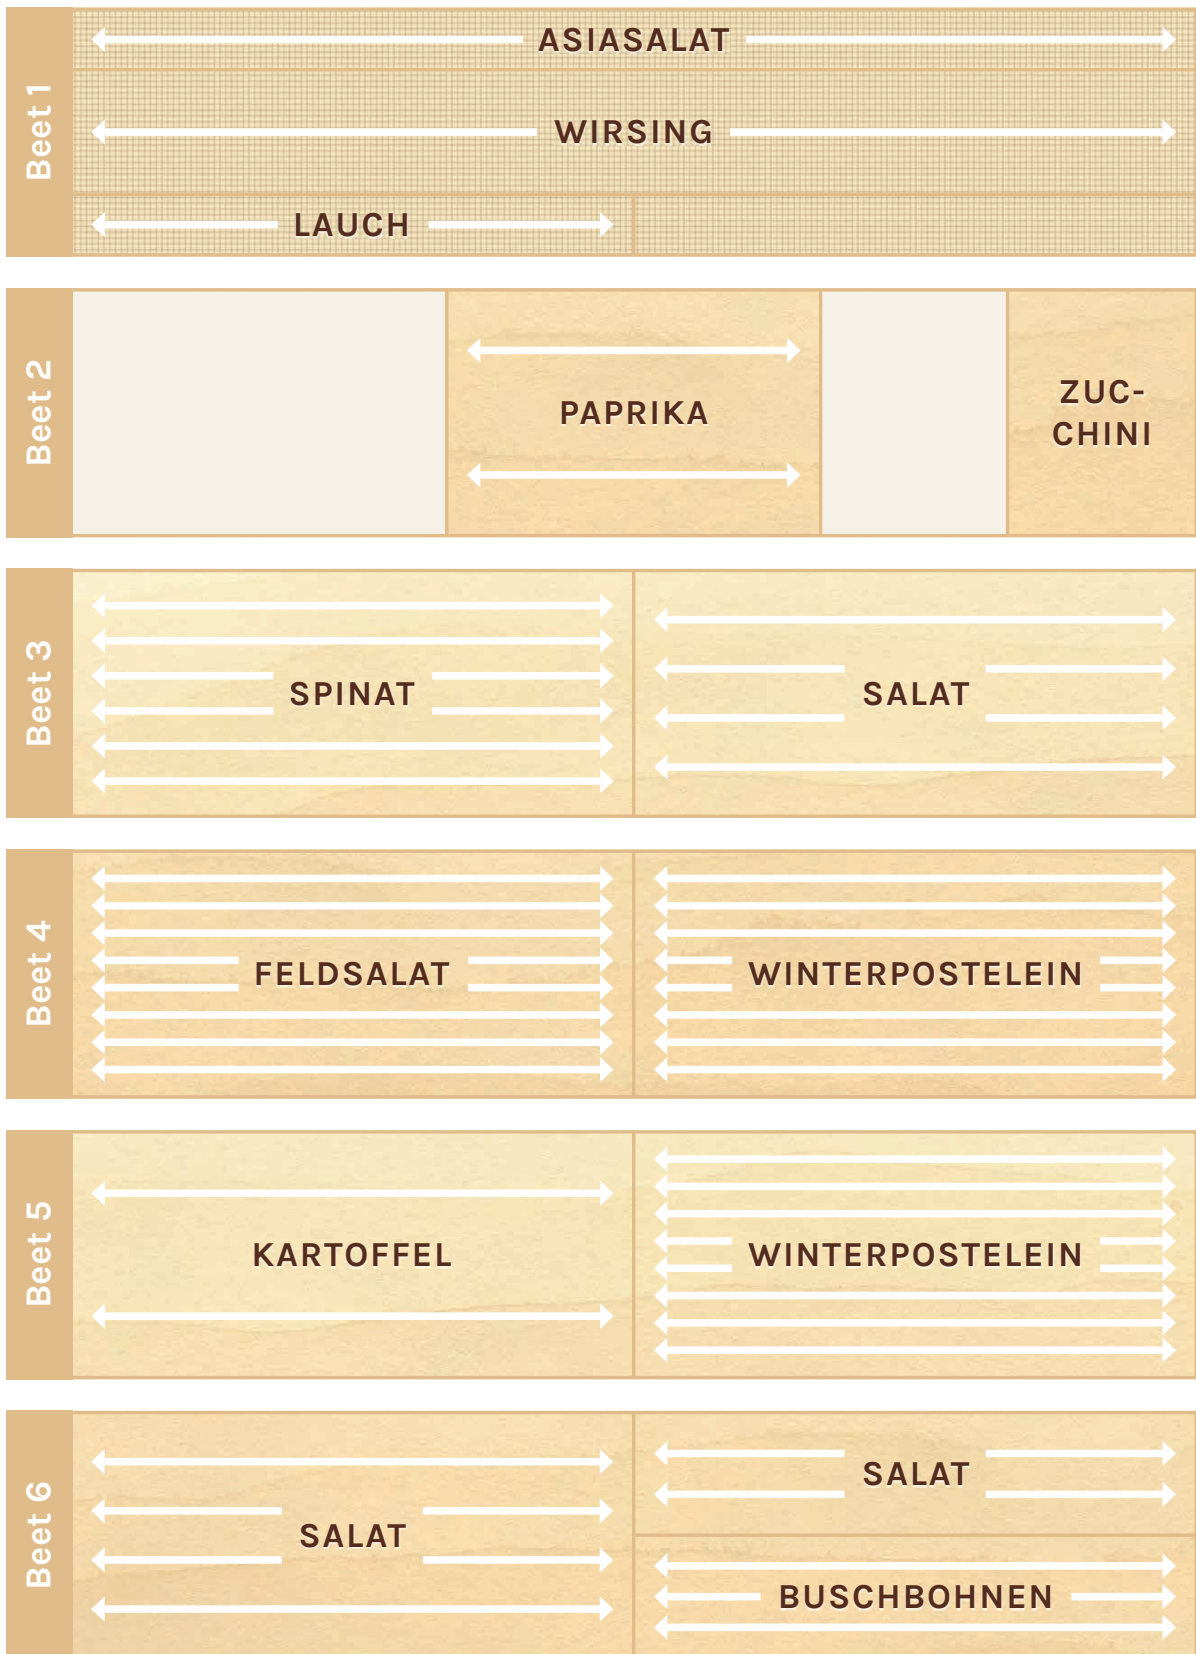 Beet 1
ASIASALAT
WIRSING
LAUCH
Beet 2
PAPRIKA
ZUC-
CHINI
Beet 3
SPINAT
SALAT
Beet 4
FELDSALAT
WINTERPOSTELEIN
Beet 5
KARTOFFEL
WINTERPOSTELEIN
Beet 6
SALAT
SALAT
BUSCHBOHNEN